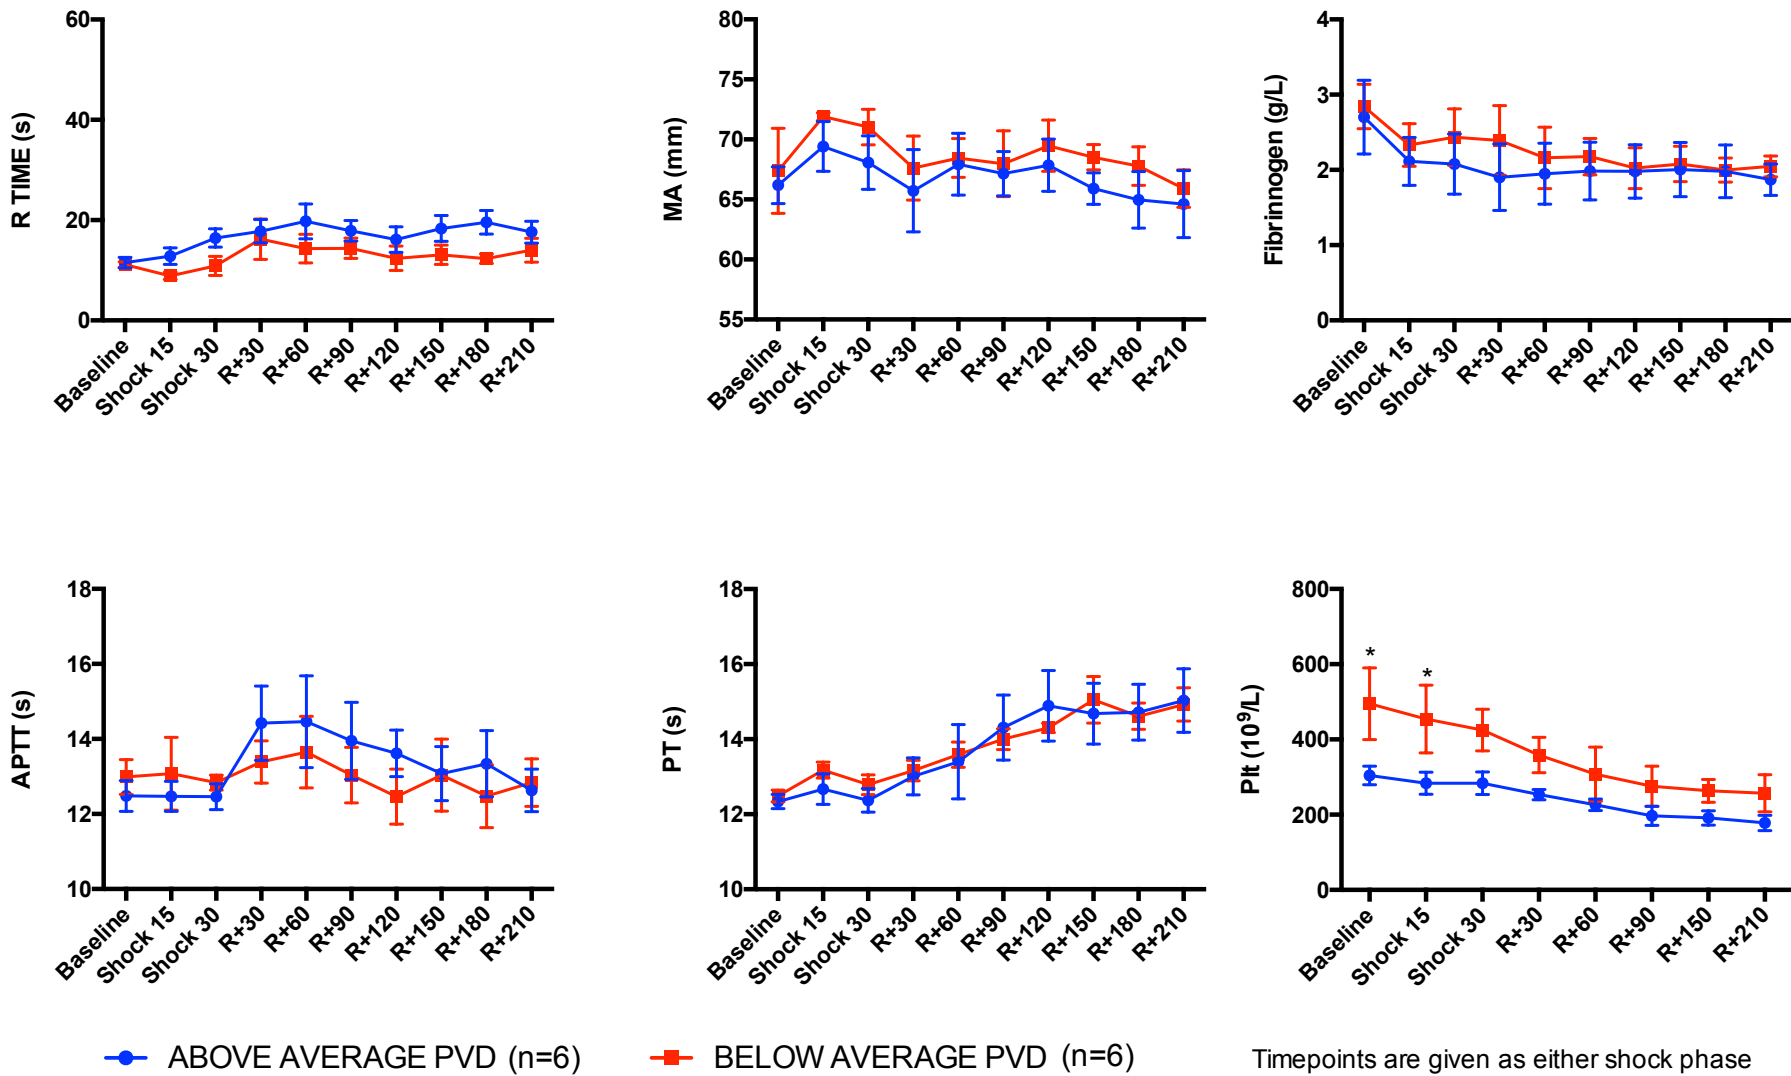 R TIME (s)
60
40
20
0
Baseline
Shock 15
Shock 30
R+30
R+60
R+90
R+120
R+150
R+180
R+210
MA (mm)
80
75
70
65
60
55
Baseline
Shock 15
Shock 30
R+30
R+60
R+90
R+120
R+150
R+180
R+210
Fibrinnogen (g/L)
4
3
2
1
0
Baseline
Shock 15
Shock 30
R+30
R+60
R+90
R+120
R+150
R+180
R+210
APTT (s)
18
16
14
12
10
Baseline
Shock 15
Shock 30
R+30
R+60
R+90
R+120
R+150
R+180
R+210
PT (s)
18
16
14
12
10
Baseline
Shock 15
Shock 30
R+30
R+60
R+90
R+120
R+150
R+180
R+210
Plt (10⁹/L)
800
600
400
200
0
*
*
Baseline
Shock 15
Shock 30
R+30
R+60
R+90
R+150
R+210
ABOVE AVERAGE PVD (n=6)
BELOW AVERAGE PVD (n=6)
Timepoints are given as either shock phase